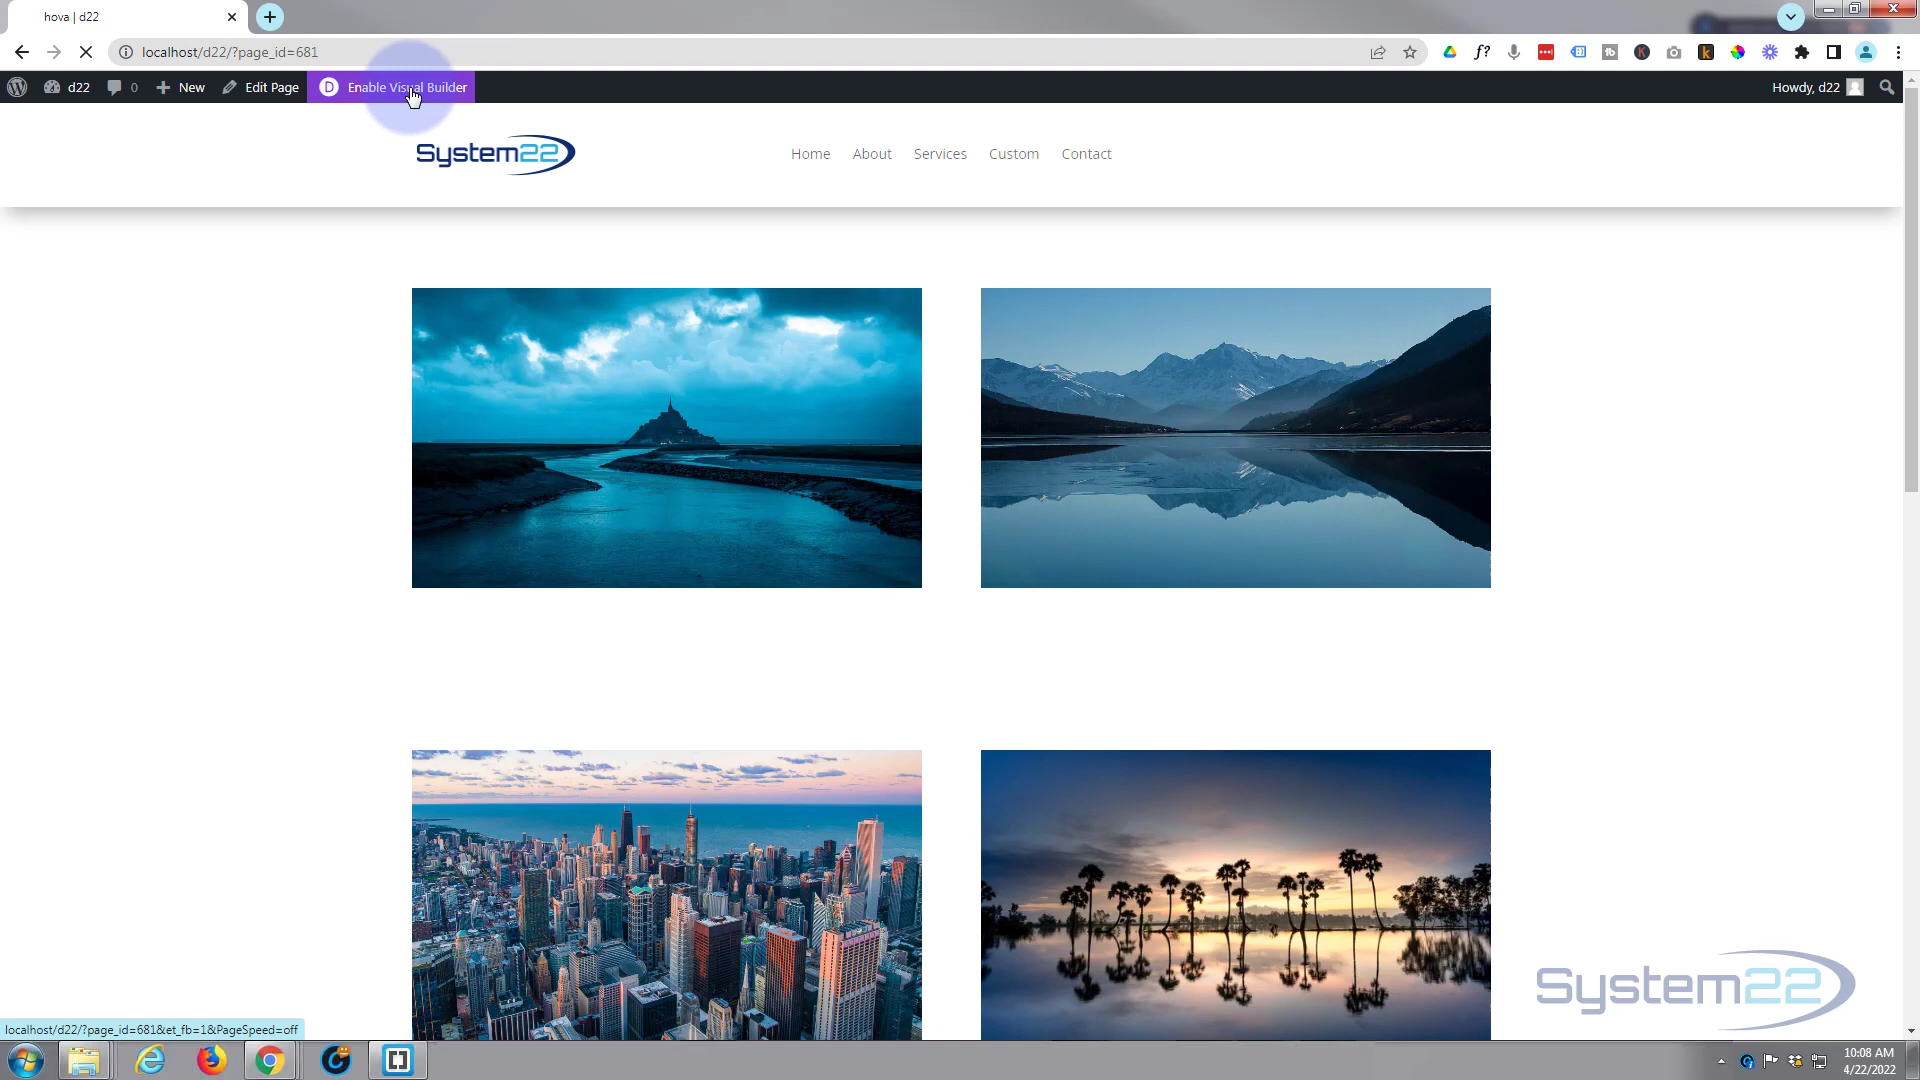 hova | d22
localhost/d22/?page_id=681
d22
0
New
Edit Page
Enable Visual Builder
Howdy, d22
System22
Home
About
Services
Custom
Contact
System22
localhost/d22/?page_id=681&et_fb=1&PageSpeed=off
10:08 AM
4/22/2022